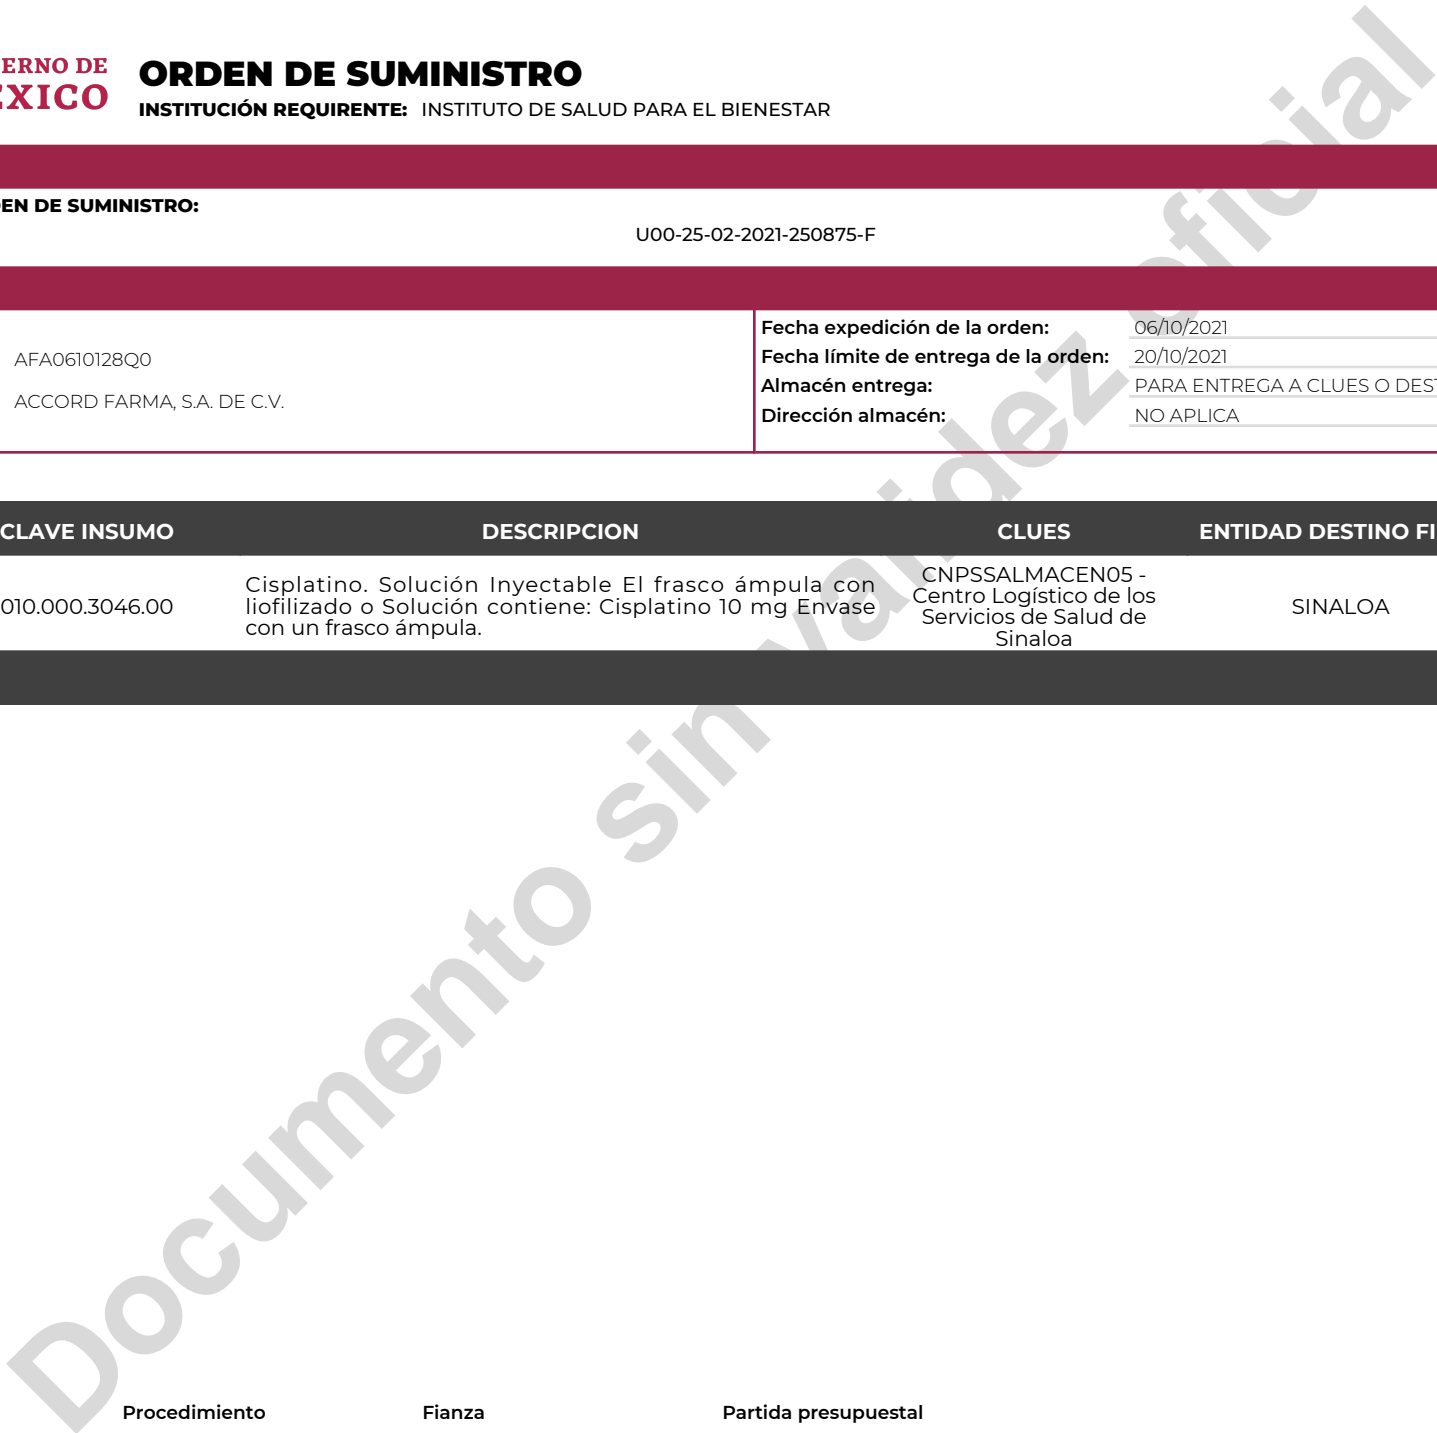 ERNO DE
EXICO
ORDEN DE SUMINISTRO
INSTITUCIÓN REQUIRENTE: INSTITUTO DE SALUD PARA EL BIENESTAR
EN DE SUMINISTRO:
U00-25-02-2021-250875-F
AFA0610128Q0
ACCORD FARMA, S.A. DE C.V.
Fecha expedición de la orden: 06/10/2021
Fecha límite de entrega de la orden: 20/10/2021
Almacén entrega: PARA ENTREGA A CLUES O DEST
Dirección almacén: NO APLICA
CLAVE INSUMO DESCRIPCION CLUES ENTIDAD DESTINO FI
010.000.3046.00
Cisplatino. Solución Inyectable El frasco ámpula con
liofilizado o Solución contiene: Cisplatino 10 mg Envase
con un frasco ámpula.
CNPSSALMACEN05 -
Centro Logístico de los
Servicios de Salud de
Sinaloa
SINALOA
Documento sin validez oficial
Procedimiento Fianza Partida presupuestal